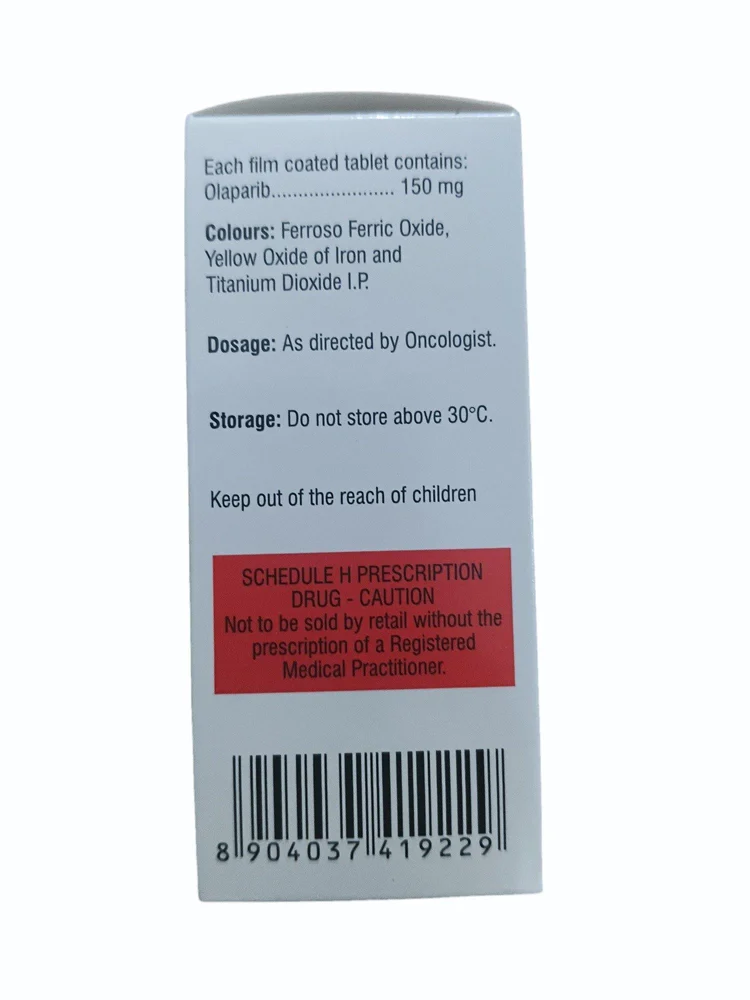 Each film coated tablet contains:
Olaparib....................... 150 mg
Colours: Ferroso Ferric Oxide,
Yellow Oxide of Iron and
Titanium Dioxide I.P.
Dosage: As directed by Oncologist.
Storage: Do not store above 30°C.
Keep out of the reach of children
SCHEDULE H PRESCRIPTION
DRUG - CAUTION
Not to be sold by retail without the
prescription of a Registered
Medical Practitioner.
8 904037 419229